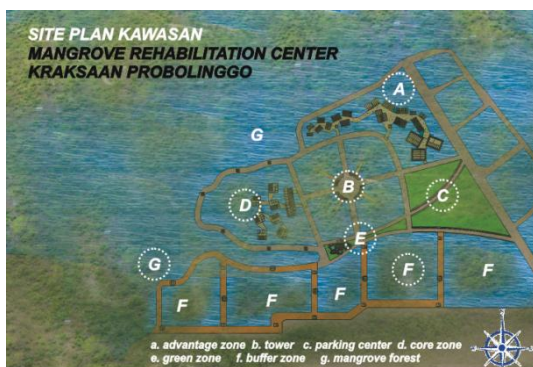 SITE PLAN KAWASAN
MANGROVE REHABILITATION CENTER
KRAKSAAN PROBOLINGGO
A
G
B
D
C
E
G
F
F
F
F
F
a. advantage zone b. tower c. parking center d. core zone
e. green zone f. buffer zone g. mangrove forest